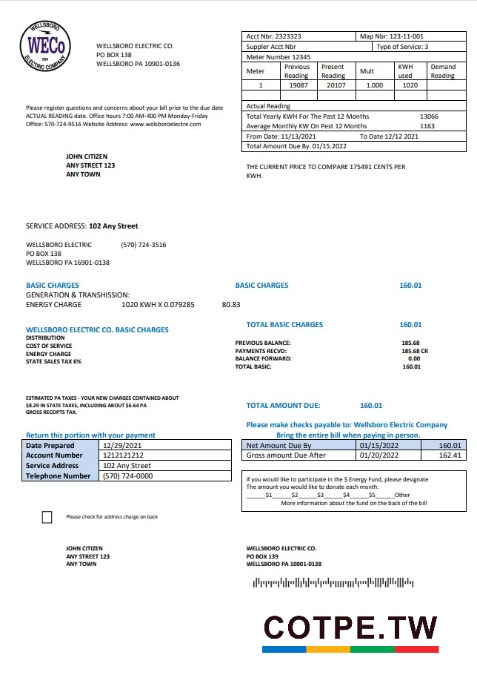 WELLSBORO
WECo
ELECTRIC COMPANY
WELLSBORO ELECTRIC CO.
PO BOX 138
WELLSBORO PA 10901-0136
Acct Nbr: 2323323 Map Nbr: 123-11-001
Supplier Acct Nbr Type of Service: 3
Meter Number 12345
Meter Previous Reading Present Reading Mult KWH used Demand Reading
1 19087 20107 1.000 1020
Actual Reading
Total Yearly KWH For The Past 12 Months 13066
Average Monthly KW On Pest 12 Months 1163
From Date: 11/13/2021 To Date 12/12 2021
Total Amount Due By. 01/15.2022
Please register questions and concerns about your bill prior to the due date
ACTUAL READING date. Office hours 7:00 AM-400 PM Monday-Friday
Office: 570-724-9516 Website Address: www.wolsboroelectre.com
JOHN CITIZEN
ANY STREET 123
ANY TOWN
THE CURRENT PRICE TO COMPARE 175491 CENTS PER
KWH.
SERVICE ADDRESS: 102 Any Street
WELLSBORO ELECTRIC (570) 724-3516
PO BOX 138
WELLSBORO PA 16901-0138
BASIC CHARGES
GENERATION & TRANSHISSION:
ENERGY CHARGE 1020 KWH X 0.079285 80.83
BASIC CHARGES 160.01
WELLSBORO ELECTRIC CO. BASIC CHARGES
DISTRIBUTION
COST OF SERVICE
ENERGY CHARGE
STATE SALES TAX 6%
TOTAL BASIC CHARGES 160.01
PREVIOUS BALANCE: 185.68
PAYMENTS RECVD: 185.68 CR
BALANCE FORWARD: 0.00
TOTAL BASIC: 160.01
ESTIMATED PA TAXES - YOUR NEW CHARGES CONTAINED ABOUT
$8.29 IN STATE TAXES, INCLUDING ABOUT $6.64 PA
GROSS RECEIPTS TAX.
TOTAL AMOUNT DUE: 160.01
Please make checks payable to: Wellsboro Electric Company
Bring the entire bill when paying in person.
Return this portion with your payment
Date Prepared 12/29/2021
Account Number 1212121212
Service Address 102 Any Street
Telephone Number (570) 724-0000
Net Amount Due By 01/15/2022 160.01
Gross amount Due After 01/20/2022 162.41
If you would like to participate in the $ Energy Fund, please designate
The amount you would like to donate each month.
_____$1_____$2_____$3_____$4_____$5_____Other
More information about the fund on the back of the bill
Please check for address charge on back
JOHN CITIZEN
ANY STREET 123
ANY TOWN
WELLSBORO ELECTRIC CO.
PO BOX 139
WELLSBORO PA 10001-0138
COTPE.TW